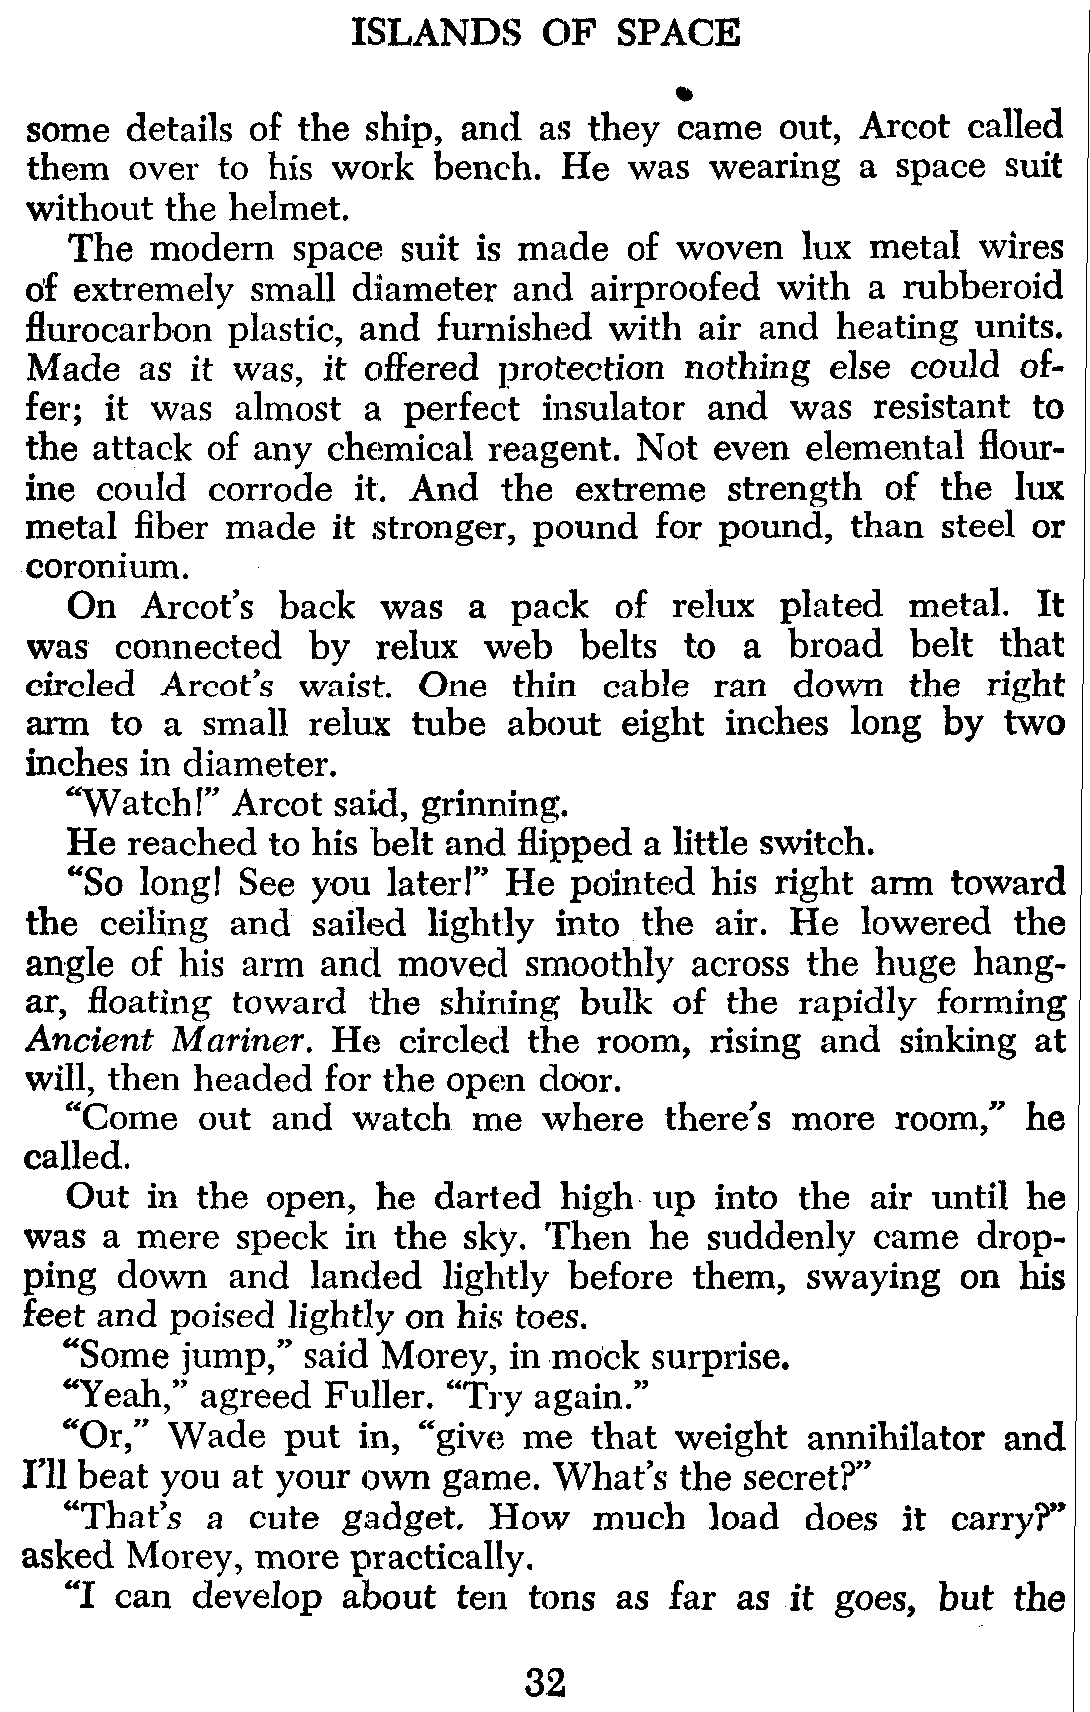 ISLANDS OF SPACE
some details of the ship, and as they came out, Arcot called
them over to his work bench. He was wearing a space suit
without the helmet.
The modern space suit is made of woven lux metal wires
of extremely small diameter and airproofed with a rubberoid
flurocarbon plastic, and furnished with air and heating units.
Made as it was, it offered protection nothing else could of-
fer; it was almost a perfect insulator and was resistant to
the attack of any chemical reagent. Not even elemental flour-
ine could corrode it. And the extreme strength of the lux
metal fiber made it stronger, pound for pound, than steel or
coronium.
On Arcot's back was a pack of relux plated metal. It
was connected by relux web belts to a broad belt that
circled Arcot's waist. One thin cable ran down the right
arm to a small relux tube about eight inches long by two
inches in diameter.
“Watch!” Arcot said, grinning.
He reached to his belt and flipped a little switch.
“So long! See you later!” He pointed his right arm toward
the ceiling and sailed lightly into the air. He lowered the
angle of his arm and moved smoothly across the huge hang-
ar, floating toward the shining bulk of the rapidly forming
Ancient Mariner. He circled the room, rising and sinking at
will, then headed for the open door.
“Come out and watch me where there's more room,” he
called.
Out in the open, he darted high up into the air until he
was a mere speck in the sky. Then he suddenly came drop-
ping down and landed lightly before them, swaying on his
feet and poised lightly on his toes.
“Some jump,” said Morey, in mock surprise.
“Yeah,” agreed Fuller. “Try again.”
“Or,” Wade put in, “give me that weight annihilator and
I'll beat you at your own game. What's the secret?”
“That's a cute gadget. How much load does it carry?”
asked Morey, more practically.
“I can develop about ten tons as far as it goes, but the
32